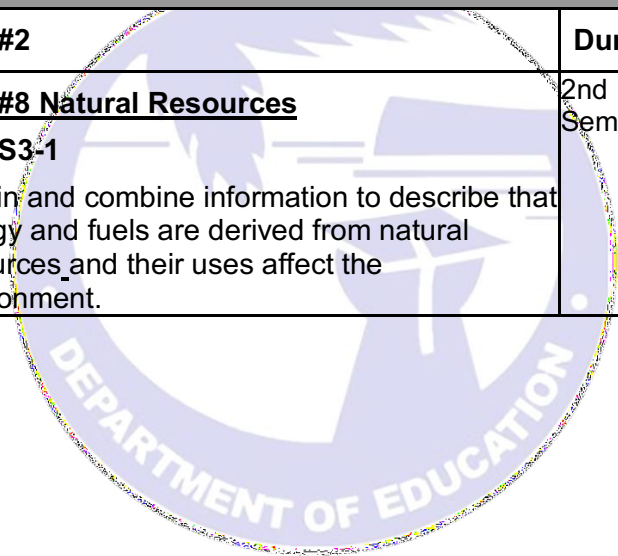 #2
Dur
#8 Natural Resources
2nd
Sem
S3-1
in and combine information to describe that
gy and fuels are derived from natural
urces and their uses affect the
onment.
DEPARTMENT OF EDUCATION